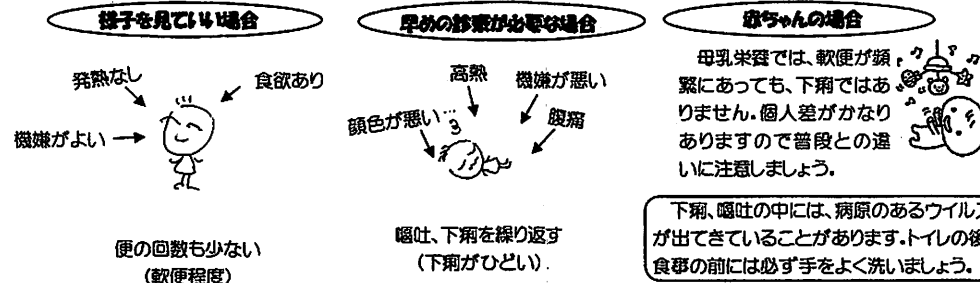 様子を見ていい場合
発熱なし
食欲あり
機嫌がよい
便の回数も少ない
(軟便程度)
早めの診察が必要な場合
高熱
機嫌が悪い
顔色が悪い…
腹痛
嘔吐、下痢を繰り返す
(下痢がひどい)
赤ちゃんの場合
母乳栄養では、軟便が頻
繁にあっても、下痢ではあ
りません。個人差がかなり
ありますので普段との違
いに注意しましょう。
下痢、嘔吐の中には、病原のあるウイルス
が出てきていることがあります。トイレの後
食事の前には必ず手をよく洗いましょう。